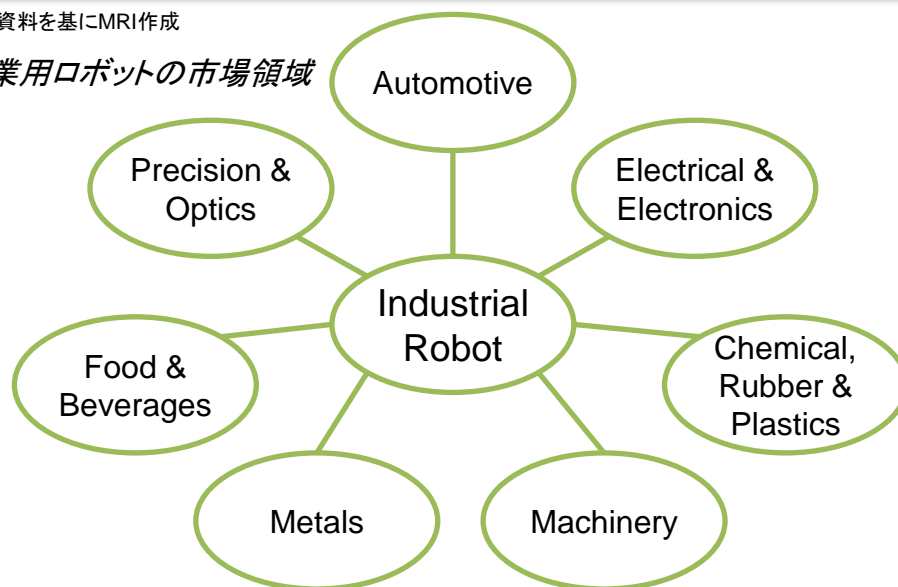 資料を基にMRI作成
業用ロボットの市場領域
Automotive
Precision &
Optics
Electrical &
Electronics
Industrial
Robot
Food &
Beverages
Chemical,
Rubber &
Plastics
Metals
Machinery